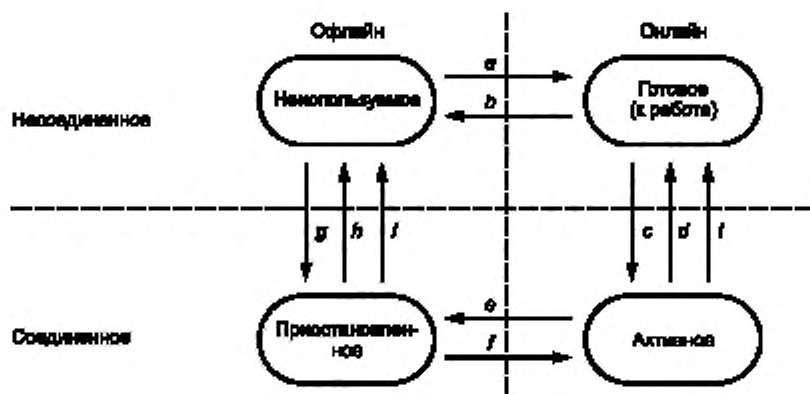 Офлайн
Онлайн
a
Неиспользуемое
Готовое
(к работе)
b
Несоединенное
g
h
c
d
e
Приостановлен-
ное
Соединенное
f
Активное